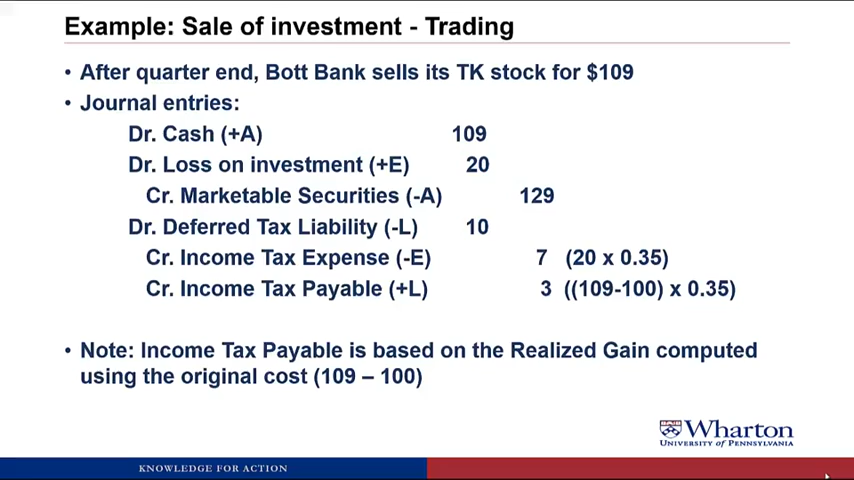 Example: Sale of investment - Trading
• After quarter end, Bott Bank sells its TK stock for $109
• Journal entries:
Dr. Cash (+A) 109
Dr. Loss on investment (+E) 20
Cr. Marketable Securities (-A) 129
Dr. Deferred Tax Liability (-L) 10
Cr. Income Tax Expense (-E) 7 (20 x 0.35)
Cr. Income Tax Payable (+L) 3 ((109-100) x 0.35)
• Note: Income Tax Payable is based on the Realized Gain computed
using the original cost (109 – 100)
Wharton
UNIVERSITY of PENNSYLVANIA
KNOWLEDGE FOR ACTION